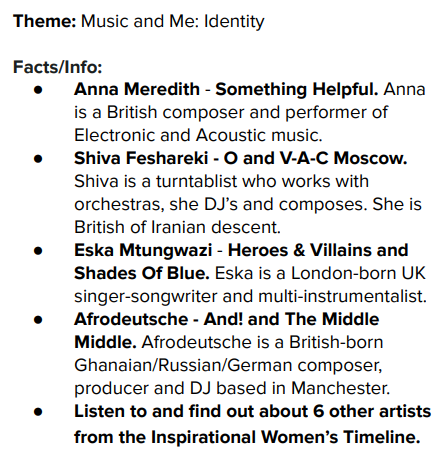 Theme: Music and Me: Identity
Facts/Info:
● Anna Meredith - Something Helpful. Anna
is a British composer and performer of
Electronic and Acoustic music.
● Shiva Feshareki - O and V-A-C Moscow.
Shiva is a turntablist who works with
orchestras, she DJ's and composes. She is
British of Iranian descent.
● Eska Mtungwazi - Heroes & Villains and
Shades Of Blue. Eska is a London-born UK
singer-songwriter and multi-instrumentalist.
● Afrodeutsche - And! and The Middle
Middle. Afrodeutsche is a British-born
Ghanaian/Russian/German composer,
producer and DJ based in Manchester.
● Listen to and find out about 6 other artists
from the Inspirational Women's Timeline.